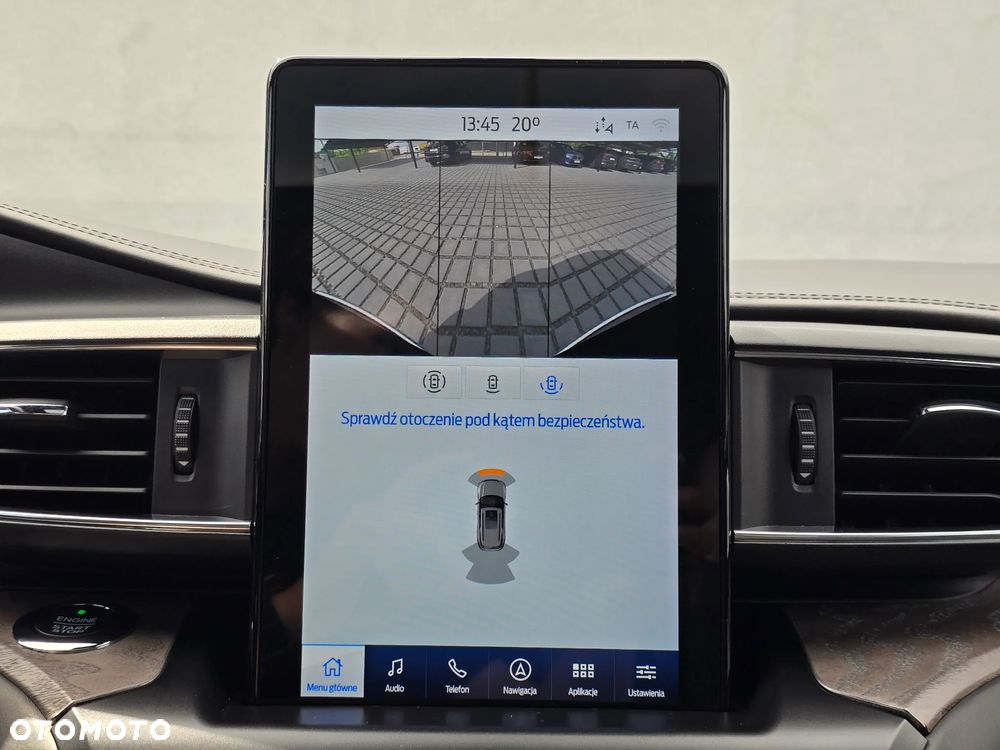 13:45 20º
TA
Sprawdź otoczenie pod kątem bezpieczeństwa.
ENGINE
START
STOP
Menu główne
Audio
Telefon
Nawigacja
Aplikacje
Ustawienia
OTOMOTO